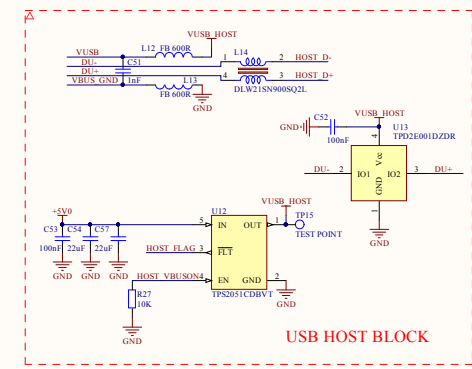 VUSB_HOST
VUSB
L12 FB 600R
L14
DU-
C51
1
2
HOST_D-
DU+
4
3
HOST_D+
VBUS_GND
1nF
L13
DLW21SN900SQ2L
FB 600R
GND
C52
VUSB_HOST
GND
U13
TPD2E001DZDR
100nF
4
Vcc
DU-
2
IO1
IO2
3
DU+
GND
1
GND
VUSB_HOST
+5V0
U12
TP15
C53
C54
C57
5
IN
OUT
1
TEST POINT
100nF
22uF
22uF
HOST_FLAG
3
FLT
GND
GND
GND
HOST_VBUSON
4
EN
GND
2
R27
10K
TPS2051CDBVT
GND
GND
USB HOST BLOCK